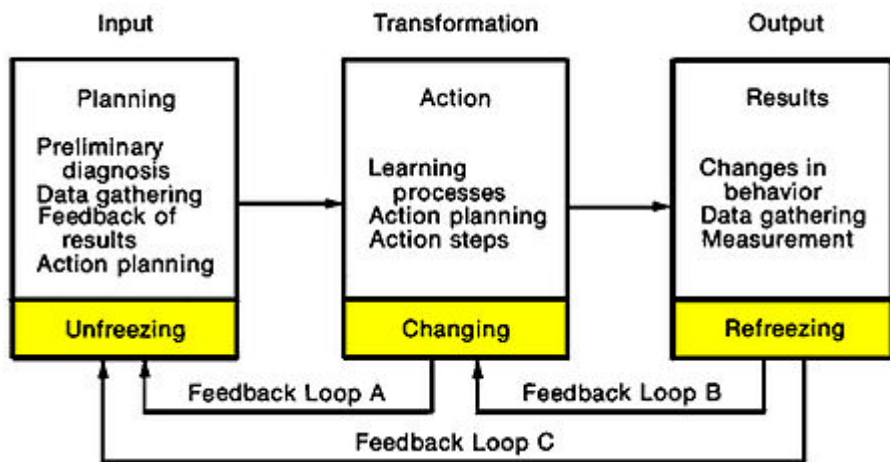 Input
Transformation
Output
Planning
Preliminary
diagnosis
Data gathering
Feedback of
results
Action planning
Unfreezing
Action
Learning
processes
Action planning
Action steps
Changing
Results
Changes in
behavior
Data gathering
Measurement
Refreezing
Feedback Loop A
Feedback Loop B
Feedback Loop C